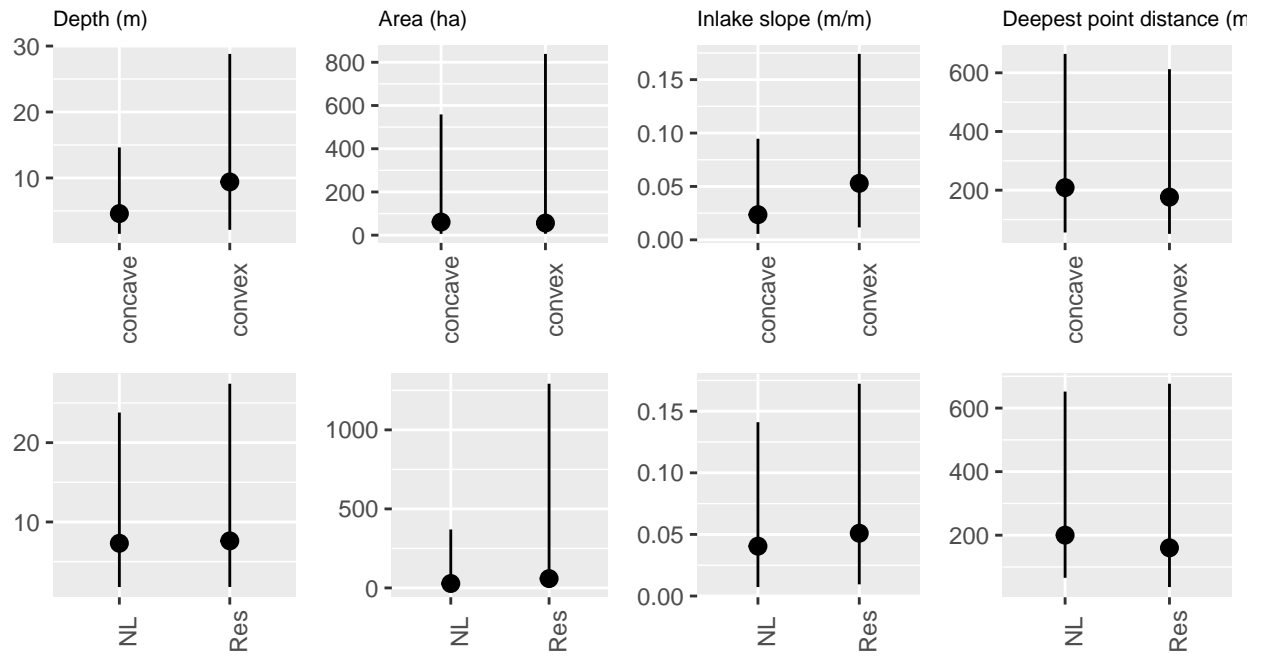 Depth (m)
30
20
10
concave
convex
Area (ha)
800
600
400
200
0
concave
convex
Inlake slope (m/m)
0.15
0.10
0.05
0.00
concave
convex
Deepest point distance (m
600
400
200
concave
convex
20
10
NL
Res
1000
500
0
NL
Res
0.15
0.10
0.05
0.00
NL
Res
600
400
200
NL
Res